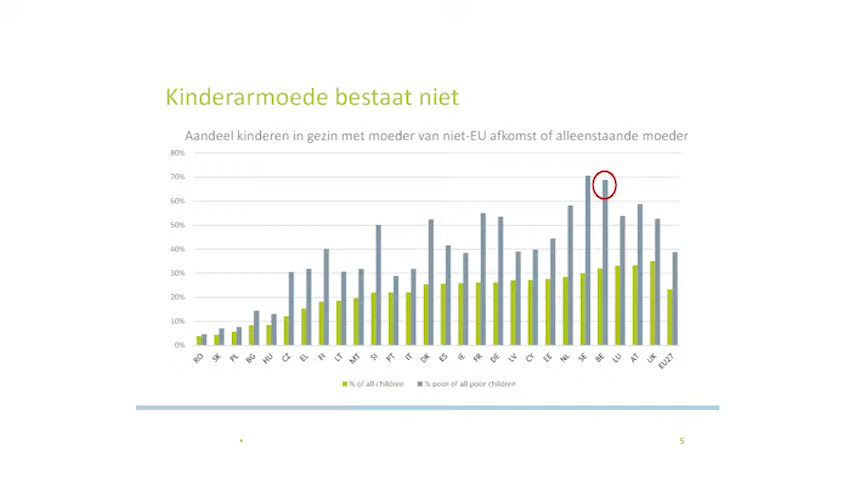 Kinderarmoede bestaat niet
Aandeel kinderen in gezin met moeder van niet-EU afkomst of alleenstaande moeder
80%
70%
60%
50%
40%
30%
20%
10%
0%
RO SK PL BG HU CZ EL FI LT MT SI PT IT DK ES IE FR DE LV CY EE NL SE BE LU AT UK EU27
% of all children % poor of all poor children
5